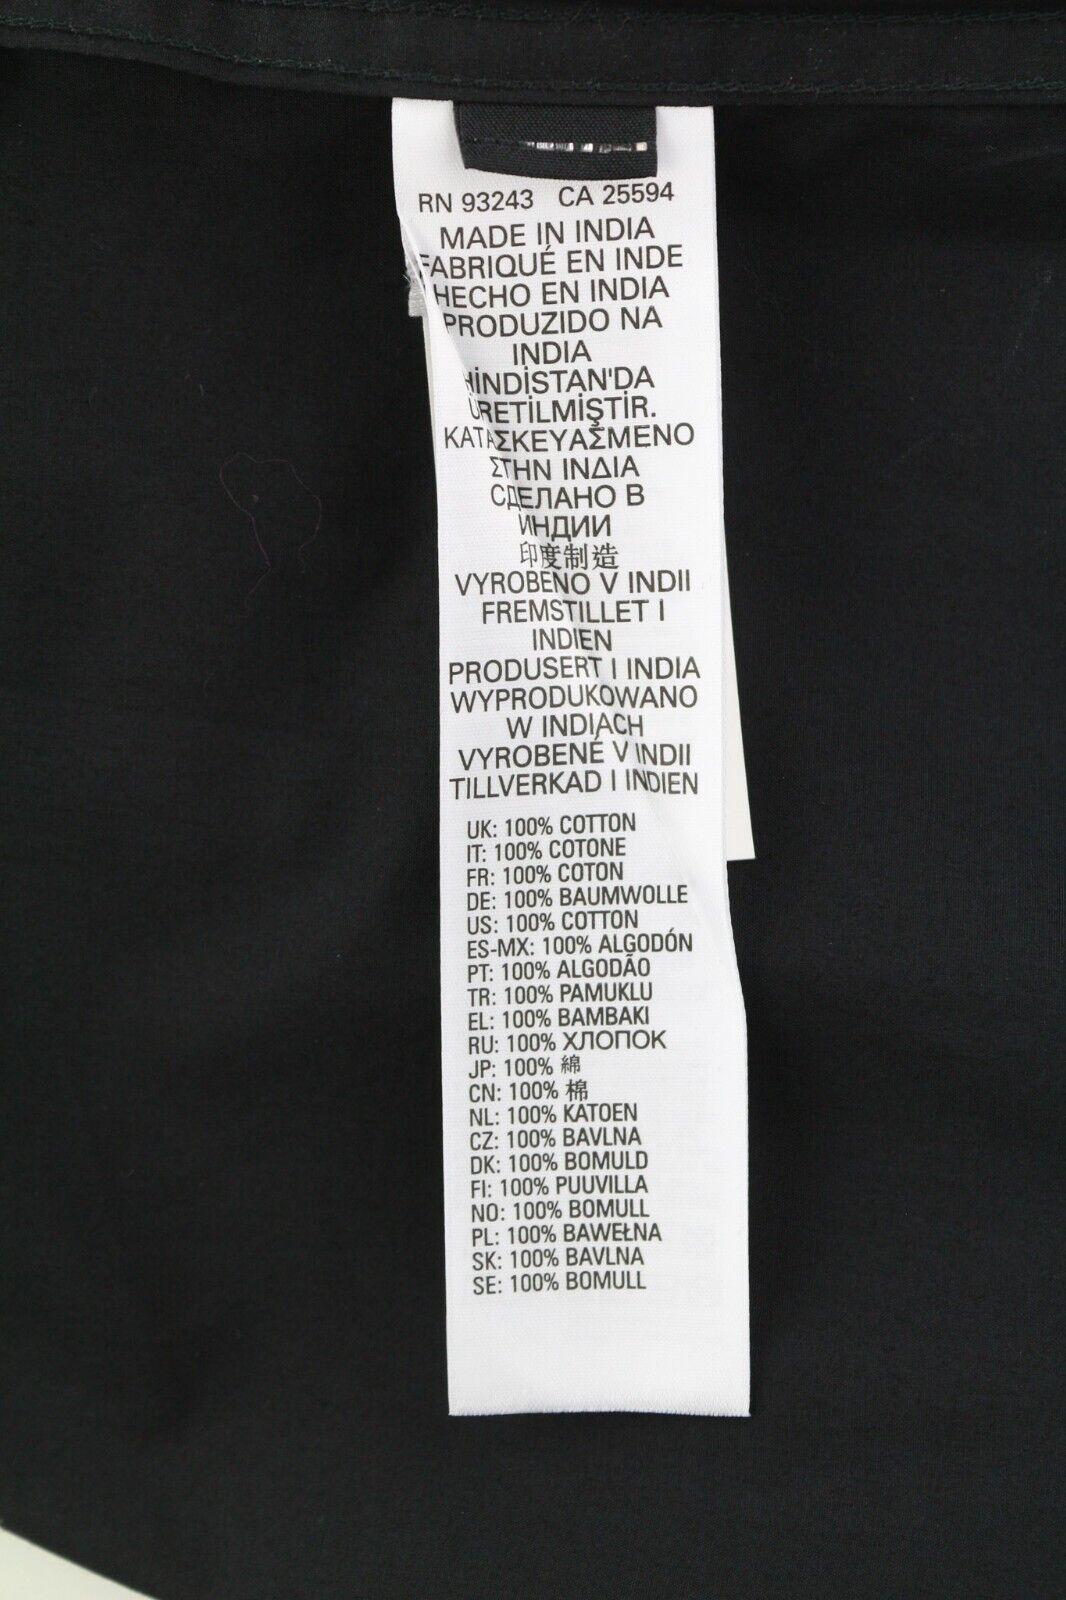 RN 93243 CA 25594
MADE IN INDIA
FABRIQUÉ EN INDE
HECHO EN INDIA
PRODUZIDO NA
INDIA
HİNDİSTAN'DA
ÜRETİLMİŞTİR.
ΚΑΤΑΣΚΕΥΑΣΜΕΝΟ
ΣΤΗΝ ΙΝΔΙΑ
СДЕЛАНО В
ИНДИИ
印度制造
VYROBENO V INDII
FREMSTILLET I
INDIEN
PRODUSERT I INDIA
WYPRODUKOWANO
W INDIACH
VYROBENÉ V INDII
TILLVERKAD I INDIEN
UK: 100% COTTON
IT: 100% COTONE
FR: 100% COTON
DE: 100% BAUMWOLLE
US: 100% COTTON
ES-MX: 100% ALGODÓN
PT: 100% ALGODÃO
TR: 100% PAMUKLU
EL: 100% ΒΑΜΒΑΚΙ
RU: 100% ХЛОПОК
JP: 100% 綿
CN: 100% 棉
NL: 100% KATOEN
CZ: 100% BAVLNA
DK: 100% BOMULD
FI: 100% PUUVILLA
NO: 100% BOMULL
PL: 100% BAWEŁNA
SK: 100% BAVLNA
SE: 100% BOMULL